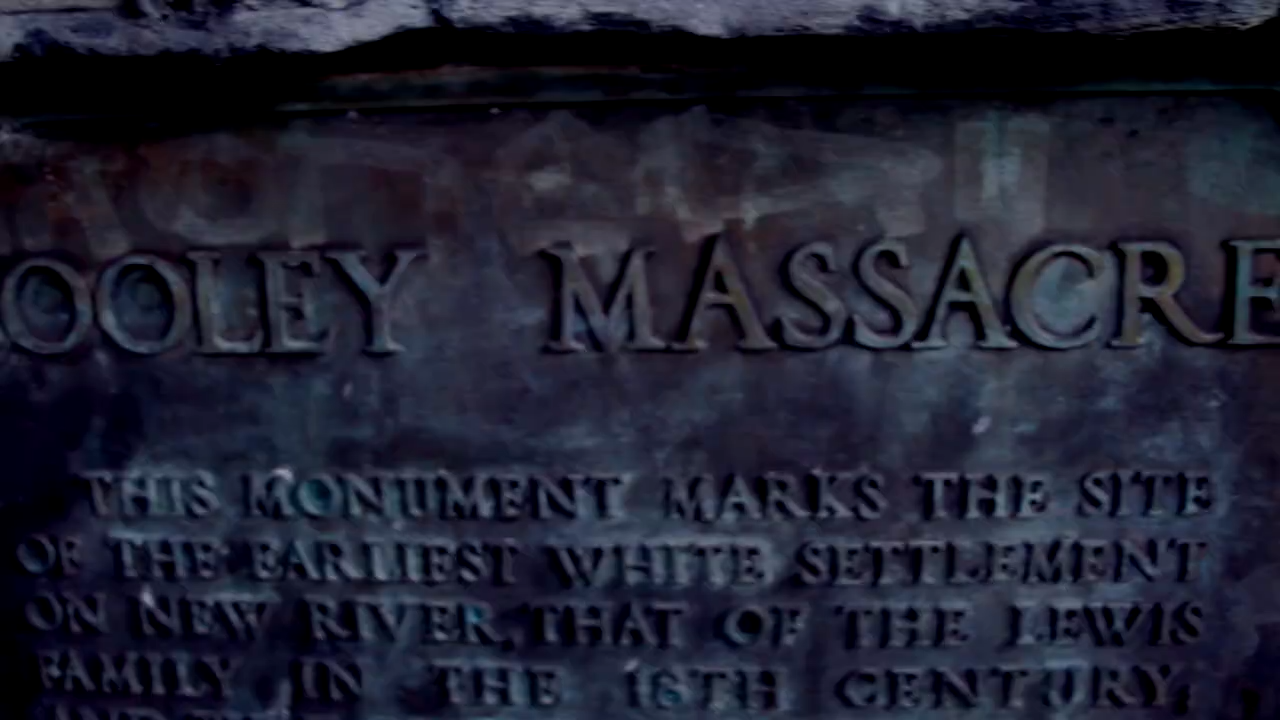 OOLEY MASSACRE
THIS MONUMENT MARKS THE SITE
OF THE EARLIEST WHITE SETTLEMENT
ON NEW RIVER, THAT OF THE LEWIS
FAMILY IN THE 18TH CENTURY,